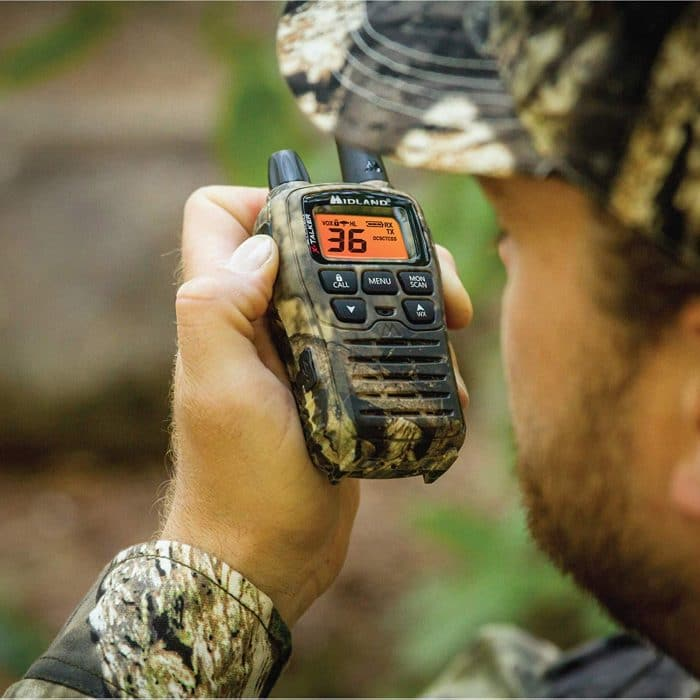 MIDLAND
X-TALKER
VOX HL RX
TX
36 DCSCTCSS
CALL MENU MON
SCAN
WX